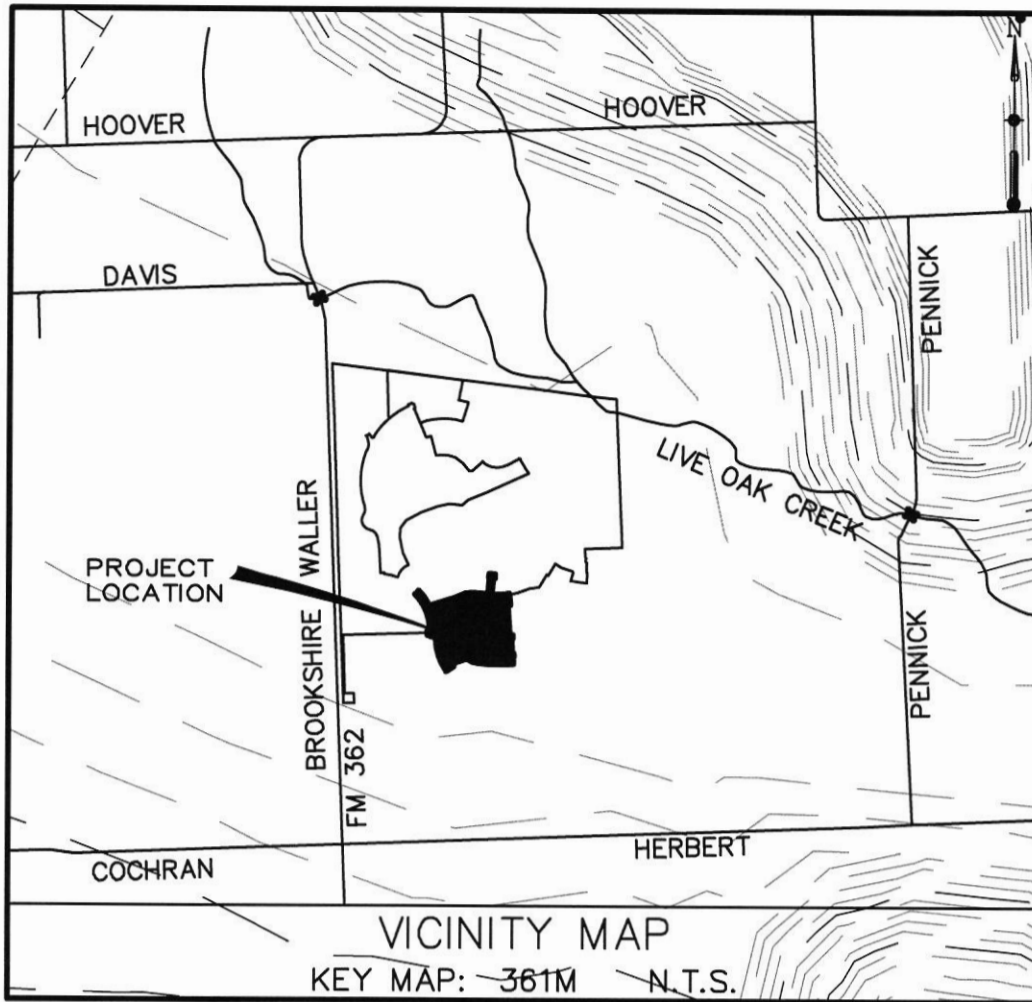 N
HOOVER
HOOVER
DAVIS
PENNICK
LIVE OAK CREEK
BROOKSHIRE WALLER
PROJECT
LOCATION
PENNICK
FM 362
HERBERT
COCHRAN
VICINITY MAP
KEY MAP: 361M N.T.S.